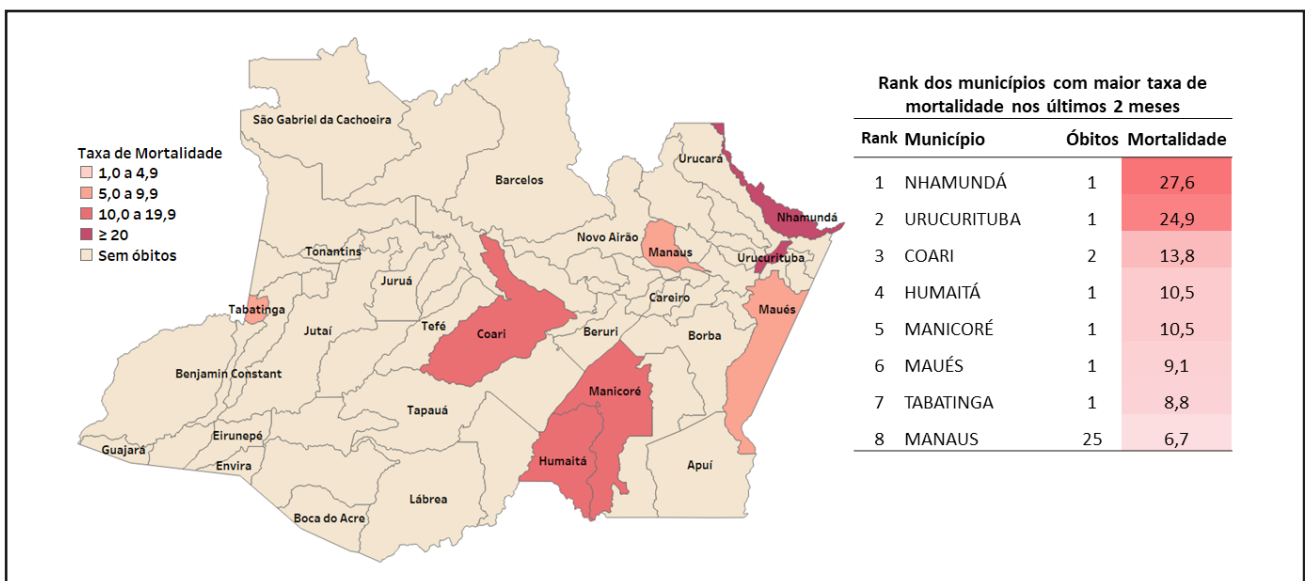 São Gabriel da Cachoeira
Barcelos
Urucará
Nhamundá
Novo Airão
Manaus
Urucurituba
Tonantins
Juruá
Careiro
Maués
Tabatinga
Tefé
Coari
Beruri
Borba
Jutaí
Benjamin Constant
Manicoré
Tapauá
Eirunepé
Guajará
Envira
Humaitá
Apuí
Lábrea
Boca do Acre
Taxa de Mortalidade
1,0 a 4,9
5,0 a 9,9
10,0 a 19,9
≥ 20
Sem óbitos
Rank dos municípios com maior taxa de
mortalidade nos últimos 2 meses
Rank Município Óbitos Mortalidade
1 NHAMUNDÁ 1 27,6
2 URUCURITUBA 1 24,9
3 COARI 2 13,8
4 HUMAITÁ 1 10,5
5 MANICORÉ 1 10,5
6 MAUÉS 1 9,1
7 TABATINGA 1 8,8
8 MANAUS 25 6,7